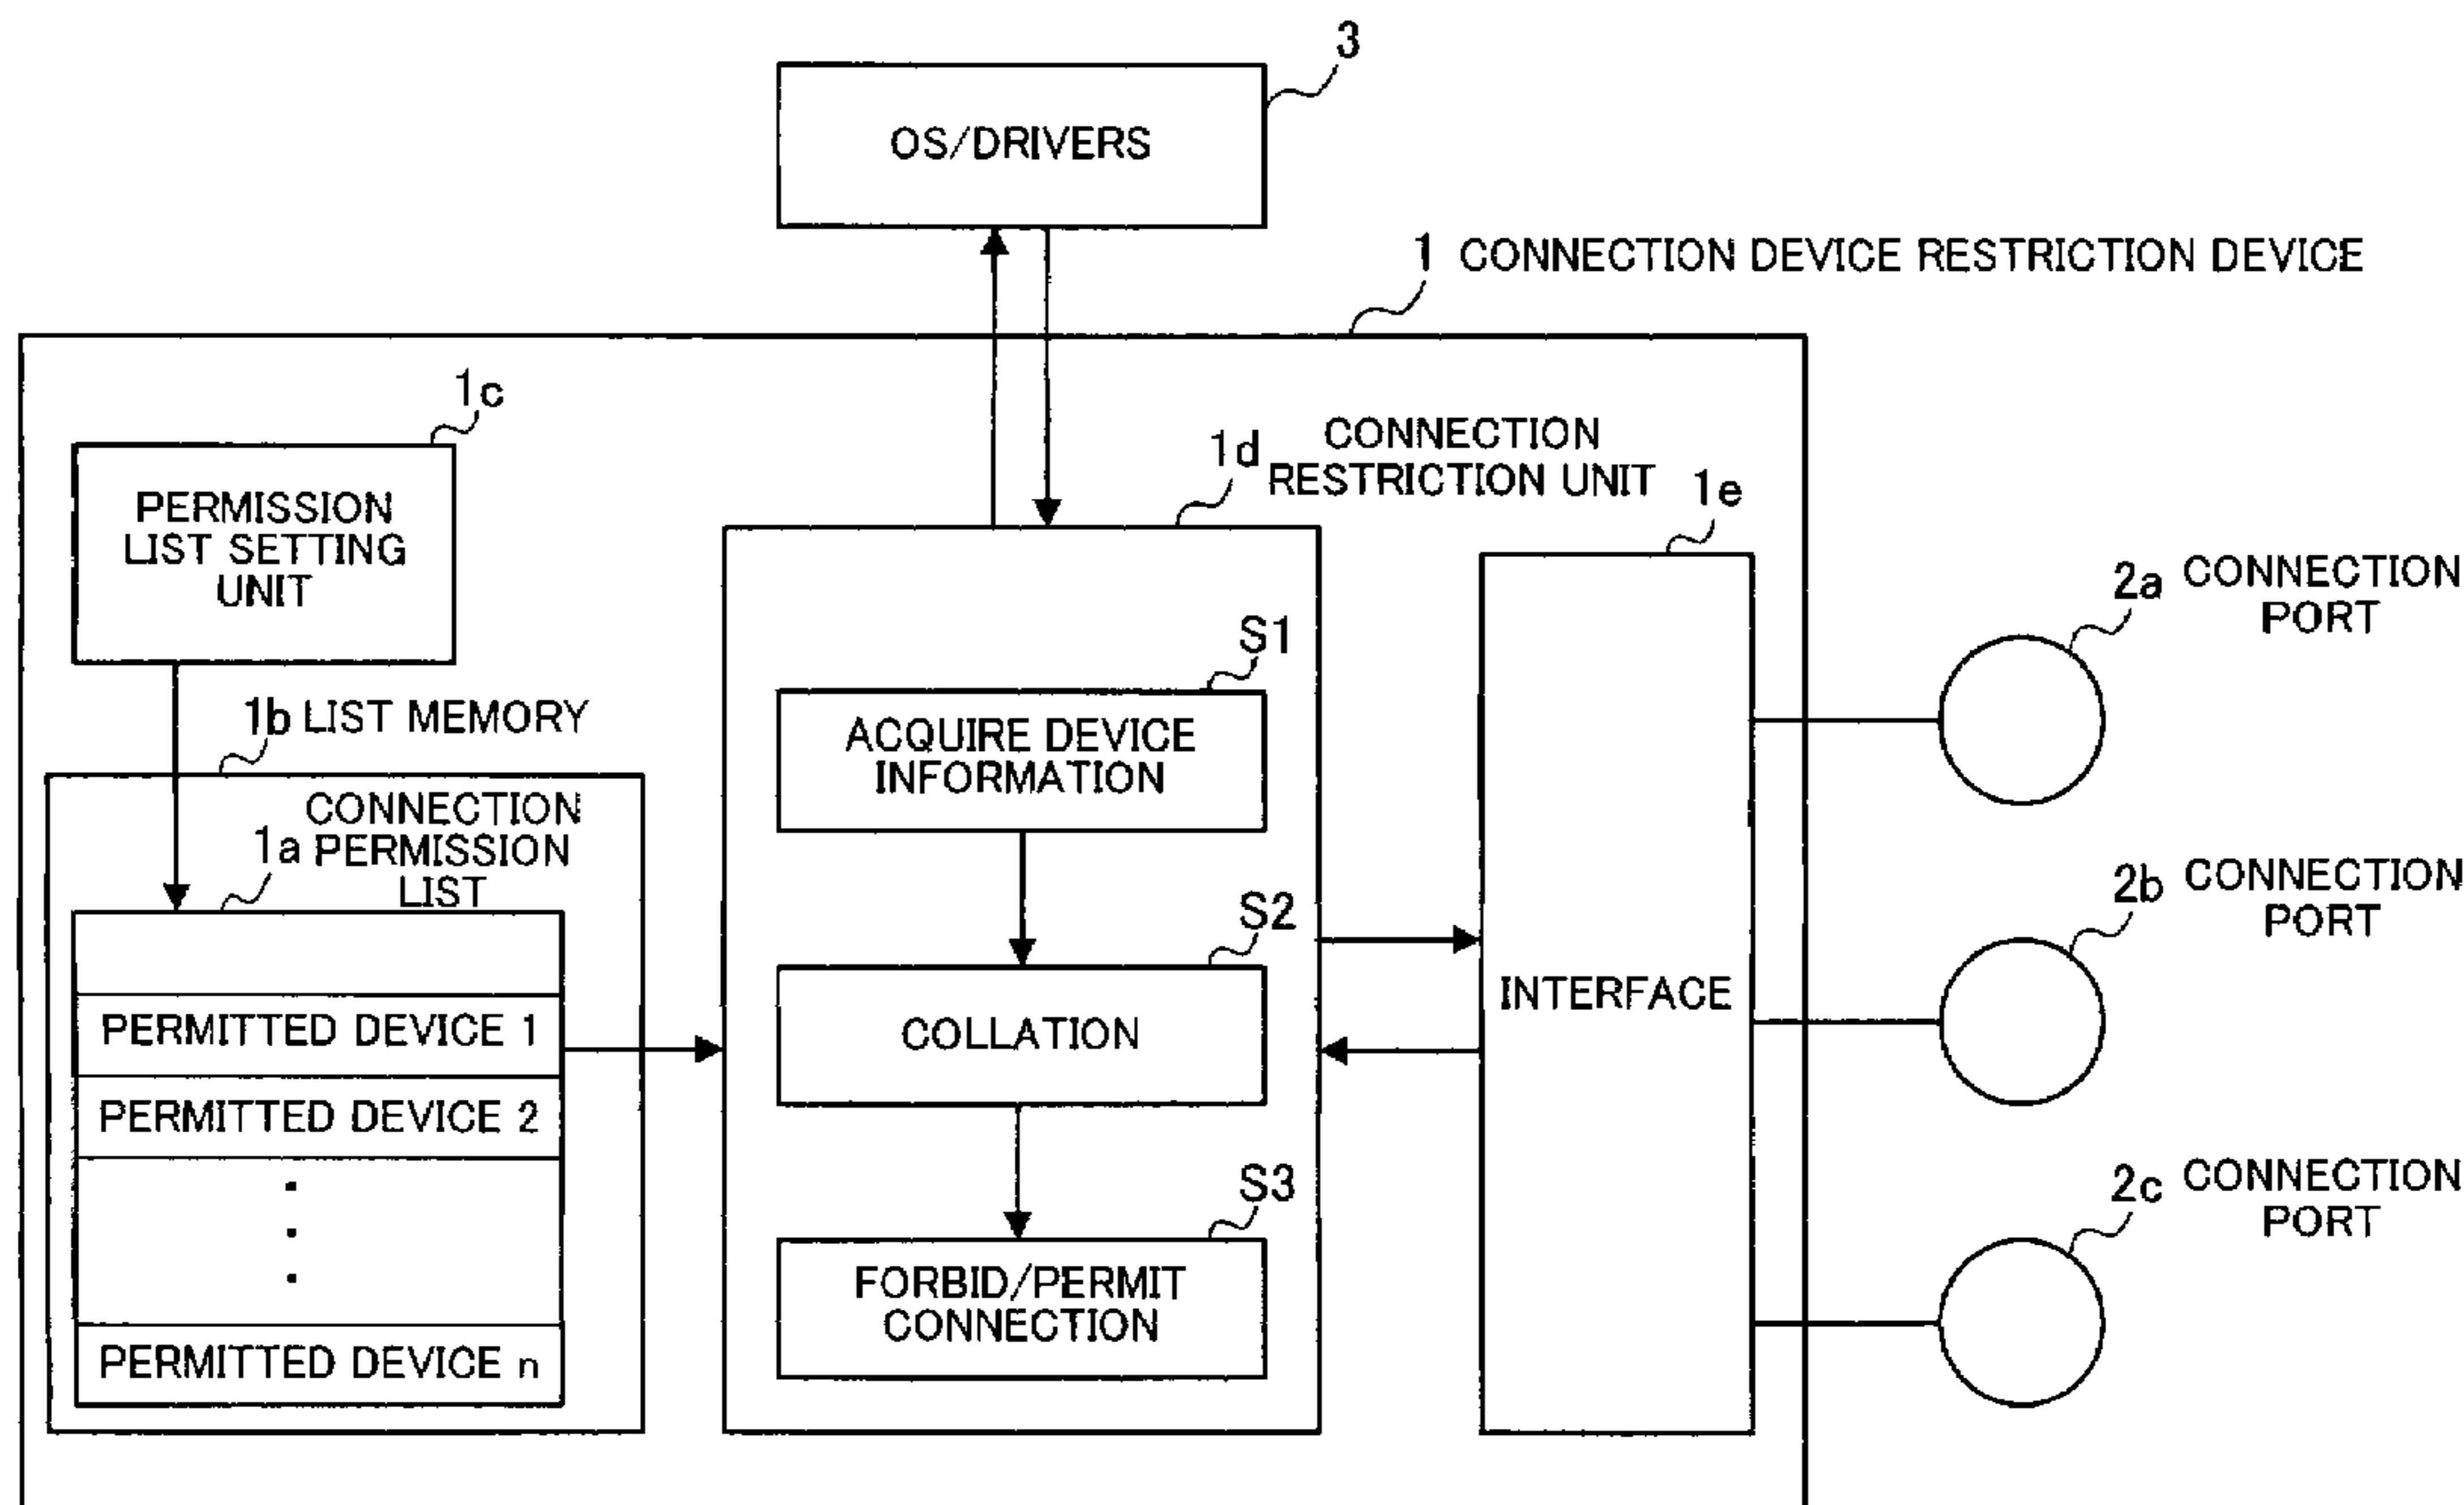 3
OS/DRIVERS
1 CONNECTION DEVICE RESTRICTION DEVICE
1c
PERMISSION
LIST SETTING
UNIT
1b LIST MEMORY
CONNECTION
1a PERMISSION
LIST
PERMITTED DEVICE 1
PERMITTED DEVICE 2
PERMITTED DEVICE n
CONNECTION
1d RESTRICTION UNIT
S1
ACQUIRE DEVICE
INFORMATION
S2
COLLATION
S3
FORBID/PERMIT
CONNECTION
1e
INTERFACE
2a CONNECTION
PORT
2b CONNECTION
PORT
2c CONNECTION
PORT